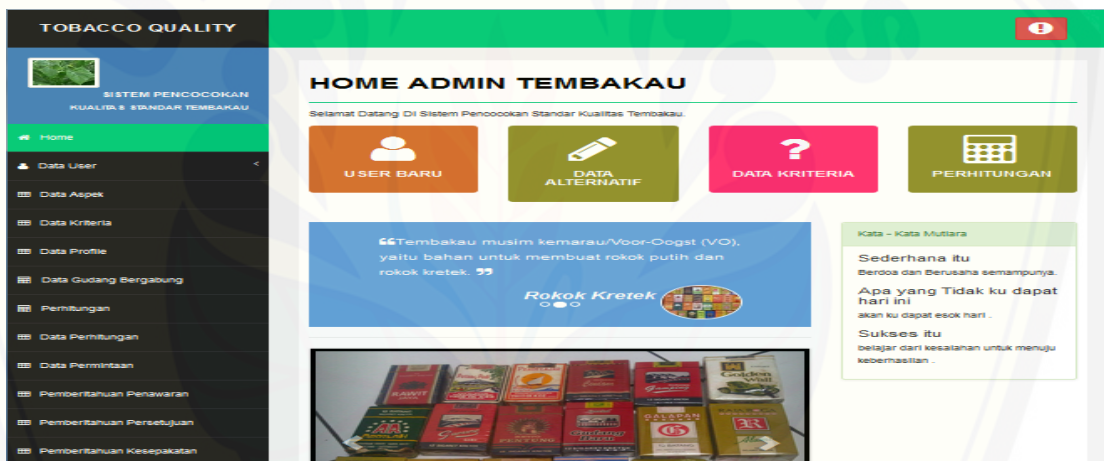 TOBACCO QUALITY
SISTEM PENCOCOKAN
KUALITAS STANDAR TEMBAKAU
Home
Data User
Data Aspek
Data Kriteria
Data Profile
Data Gudang Bergabung
Perhitungan
Data Perhitungan
Data Permintaan
Pemberitahuan Penawaran
Pemberitahuan Persetujuan
Pemberitahuan Kesepakatan
HOME ADMIN TEMBAKAU
Selamat Datang Di Sistem Pencocokan Standar Kualitas Tembakau.
USER BARU
DATA
ALTERNATIF
DATA KRITERIA
PERHITUNGAN
❝Tembakau musim kemarau/Voor-Oogst (VO),
yaitu bahan untuk membuat rokok putih dan
rokok kretek. ❞
Rokok Kretek
Kata - Kata Mutiara
Sederhana itu
Berdoa dan Berusaha semampunya.
Apa yang Tidak ku dapat
hari ini
akan ku dapat esok hari .
Sukses itu
belajar dari kesalahan untuk menuju
keberhasilan .
RAWIT
Golden
Wall
BENTENG
Gudang
Baru
GALAPAN